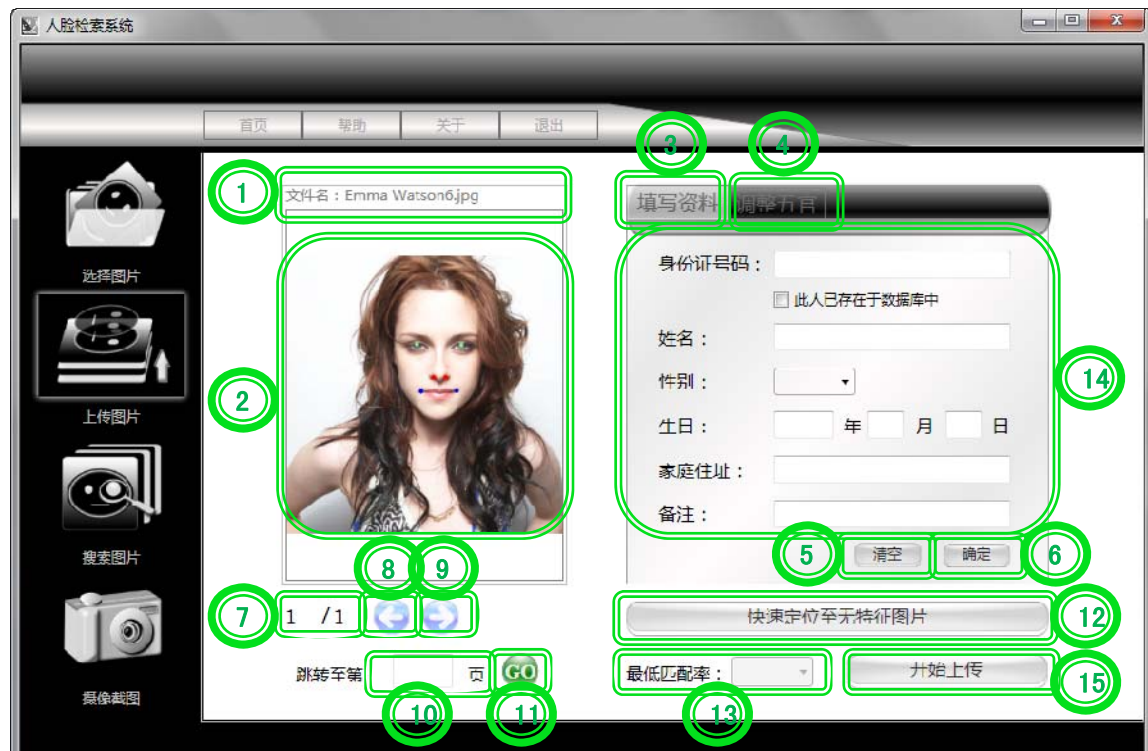 人脸检索系统
首页 帮助 关于 退出
选择图片
上传图片
搜索图片
摄像截图
1
文件名：Emma Watson6.jpg
2
3
填写资料
4
调整五官
身份证号码：
此人已存在于数据库中
姓名：
性别：
生日： 年 月 日
家庭住址：
备注：
14
5
清空
确定
6
7
1 /1
8
9
快速定位至无特征图片
12
跳转至第 页 GO
10
11
最低匹配率：
13
开始上传
15